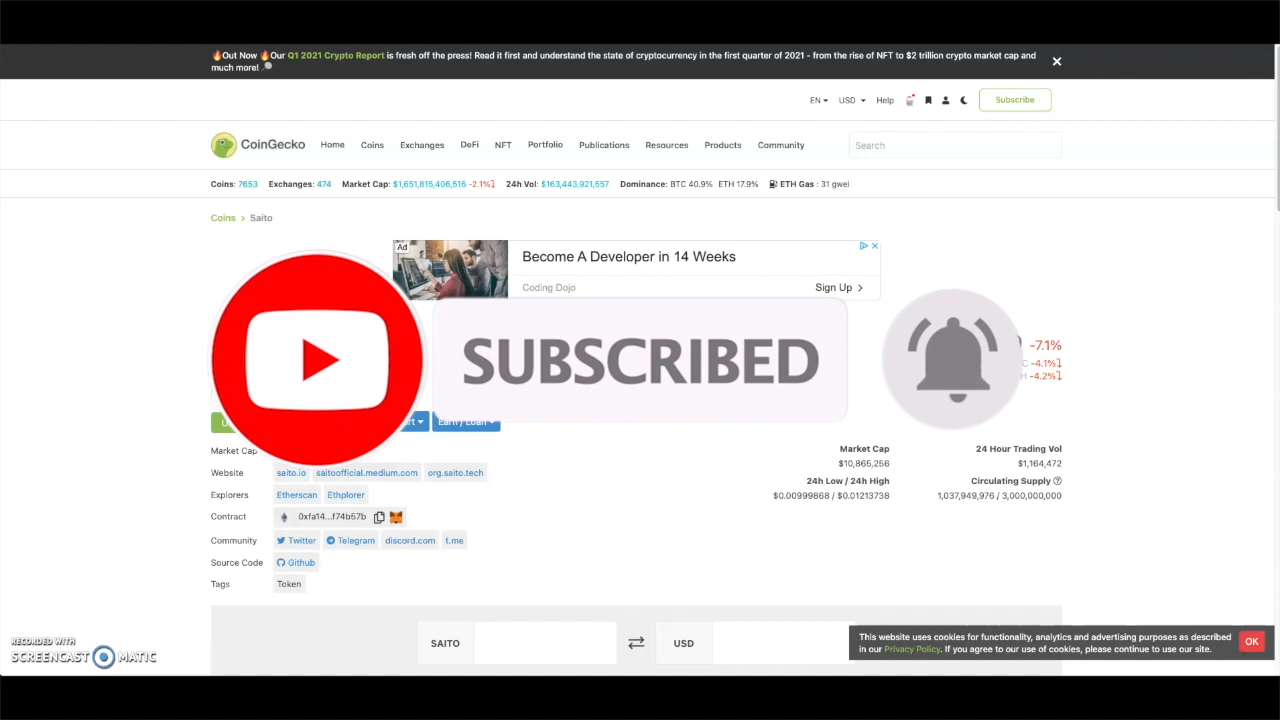 🔥Out Now 🔥Our Q1 2021 Crypto Report is fresh off the press! Read it first and understand the state of cryptocurrency in the first quarter of 2021 - from the rise of NFT to $2 trillion crypto market cap and
much more!
EN USD Help Subscribe
CoinGecko Home Coins Exchanges DeFi NFT Portfolio Publications Resources Products Community Search
Coins: 7653 Exchanges: 474 Market Cap: $1,651,815,406,516 -2.1% 24h Vol: $163,443,921,557 Dominance: BTC 40.9% ETH 17.9% ETH Gas : 31 gwei
Coins > Saito
Ad
Become A Developer in 14 Weeks
Coding Dojo Sign Up >
SUBSCRIBED
-7.1%
-4.1%
-4.2%
Earn / Loan
Market Cap
Website saito.io saitoofficial.medium.com org.saito.tech
Explorers Etherscan Ethplorer
Contract 0xfa14...f74b57b
Community Twitter Telegram discord.com t.me
Source Code Github
Tags Token
Market Cap 24 Hour Trading Vol
$10,865,256 $1,164,472
24h Low / 24h High Circulating Supply
$0.00999868 / $0.01213738 1,037,949,976 / 3,000,000,000
SAITO USD
This website uses cookies for functionality, analytics and advertising purposes as described
in our Privacy Policy. If you agree to our use of cookies, please continue to use our site.
OK
RECORDED WITH
SCREENCAST MATIC